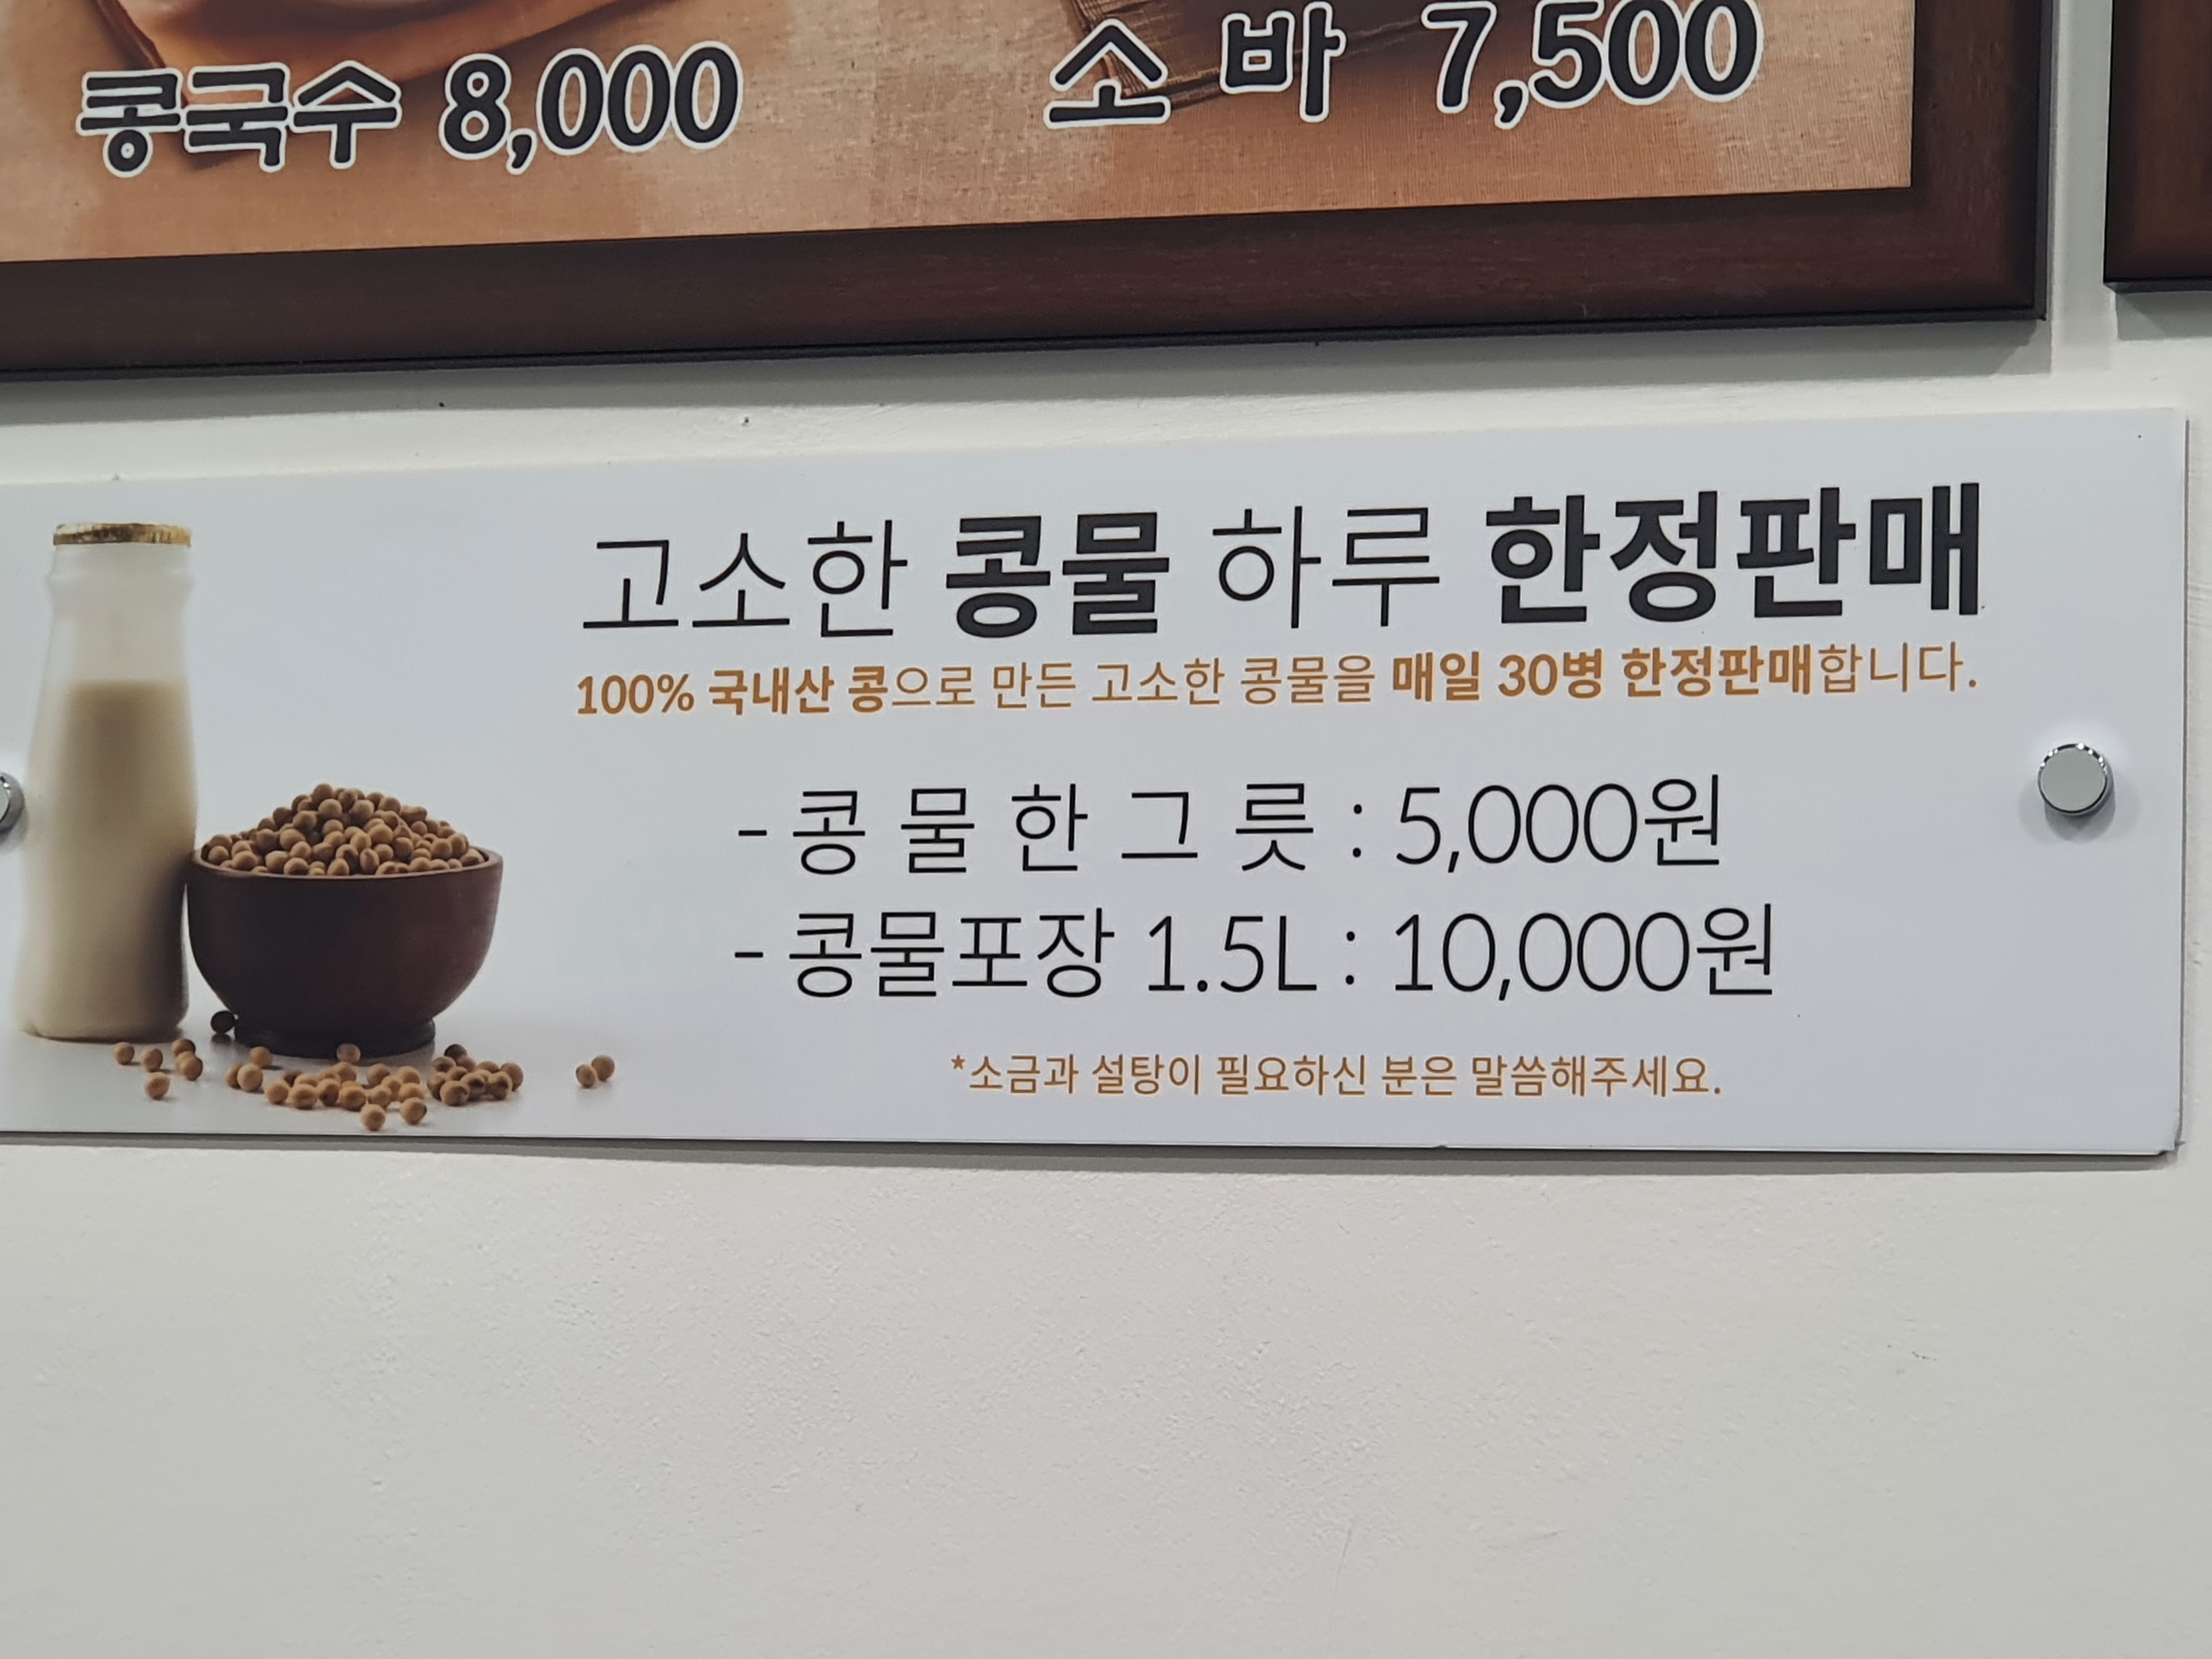 콩국수 8,000
소 바 7,500
고소한 콩물 하루 한정판매
100% 국내산 콩으로 만든 고소한 콩물을 매일 30병 한정판매합니다.
- 콩 물 한 그 릇 : 5,000원
- 콩물포장 1.5L : 10,000원
*소금과 설탕이 필요하신 분은 말씀해주세요.